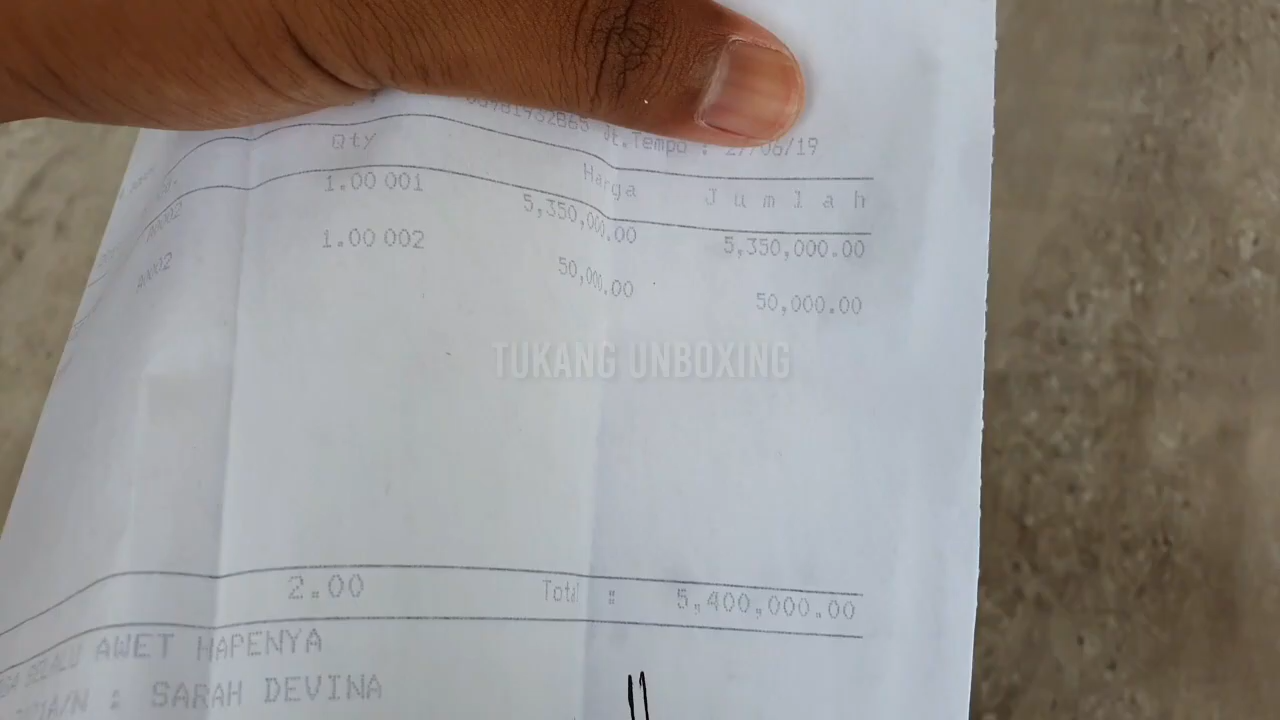 Jt.Tempo : 27/06/19
Qty Harga J u m l a h
1.00 001 5,350,000.00 5,350,000.00
A0002 1.00 002 50,000.00 50,000.00
TUKANG UNBOXING
2.00 Total : 5,400,000.00
SELALU AWET HAPENYA
A/N : SARAH DEVINA